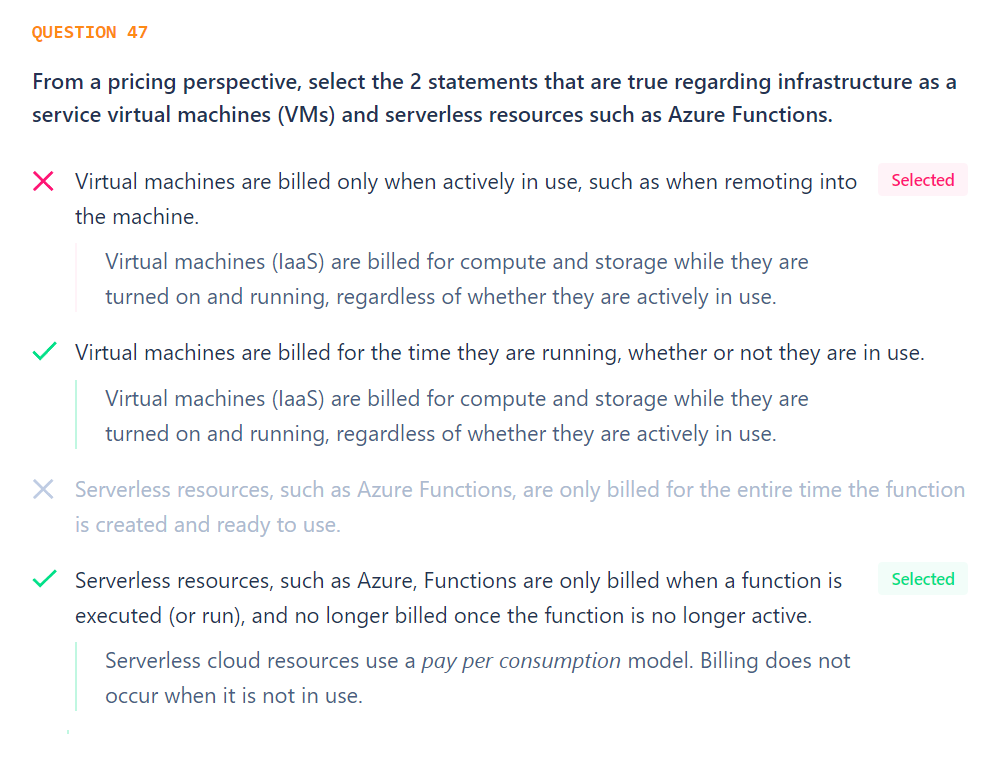 QUESTION 47
From a pricing perspective, select the 2 statements that are true regarding infrastructure as a
service virtual machines (VMs) and serverless resources such as Azure Functions.
Virtual machines are billed only when actively in use, such as when remoting into
Selected
the machine.
Virtual machines (IaaS) are billed for compute and storage while they are
turned on and running, regardless of whether they are actively in use.
Virtual machines are billed for the time they are running, whether or not they are in use.
Virtual machines (IaaS) are billed for compute and storage while they are
turned on and running, regardless of whether they are actively in use.
Serverless resources, such as Azure Functions, are only billed for the entire time the function
is created and ready to use.
Serverless resources, such as Azure, Functions are only billed when a function is
Selected
executed (or run), and no longer billed once the function is no longer active.
Serverless cloud resources use a pay per consumption model. Billing does not
occur when it is not in use.